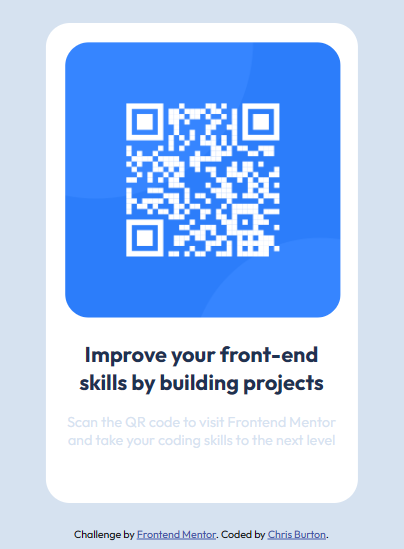 Improve your front-end
skills by building projects
Scan the QR code to visit Frontend Mentor
and take your coding skills to the next level
Challenge by Frontend Mentor. Coded by Chris Burton.